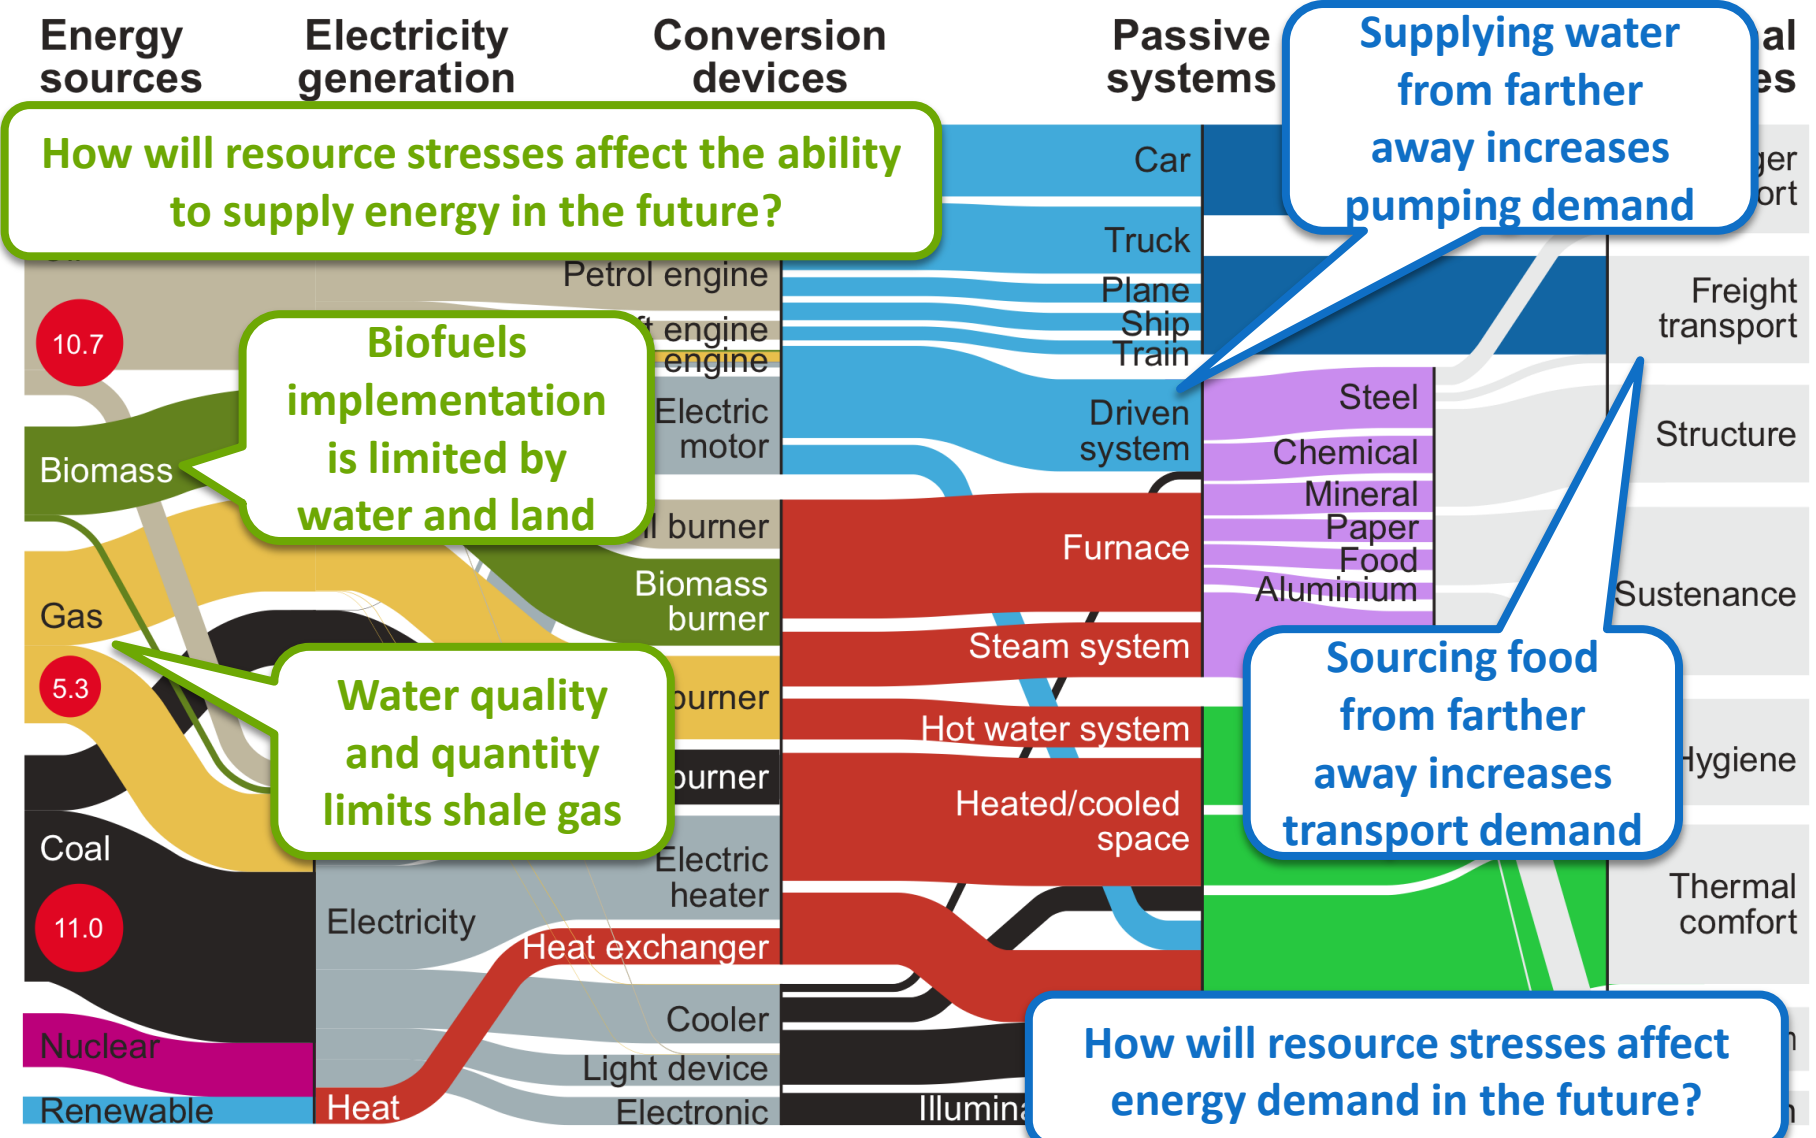 Energy
sources
Electricity
generation
Conversion
devices
Passive
systems
Supplying water
from farther
away increases
pumping demand
How will resource stresses affect the ability
to supply energy in the future?
Car
Truck
Plane
Ship
Train
Driven
system
Petrol engine
engine
engine
Electric
motor
10.7
Biofuels
implementation
is limited by
water and land
Biomass
burner
Biomass
burner
Gas
5.3
Water quality
and quantity
limits shale gas
burner
burner
Coal
11.0
Electricity
Electric
heater
Heat exchanger
Cooler
Light device
Electronic
Nuclear
Renewable
Heat
Furnace
Steam system
Hot water system
Heated/cooled
space
Steel
Chemical
Mineral
Paper
Food
Aluminium
Freight
transport
Structure
Sustenance
Sourcing food
from farther
away increases
transport demand
Hygiene
Thermal
comfort
How will resource stresses affect
energy demand in the future?